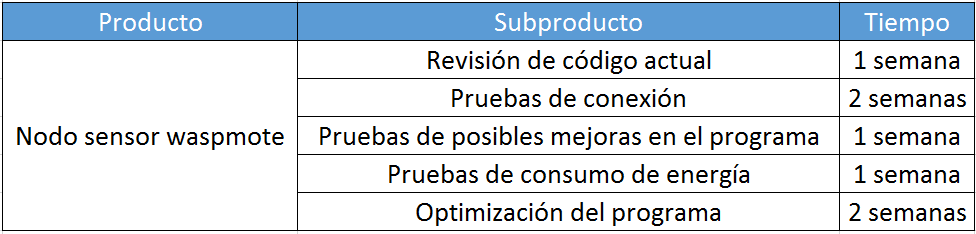 Producto Subproducto Tiempo
Revisión de código actual 1 semana
Pruebas de conexión 2 semanas
Nodo sensor waspmote Pruebas de posibles mejoras en el programa 1 semana
Pruebas de consumo de energía 1 semana
Optimización del programa 2 semanas